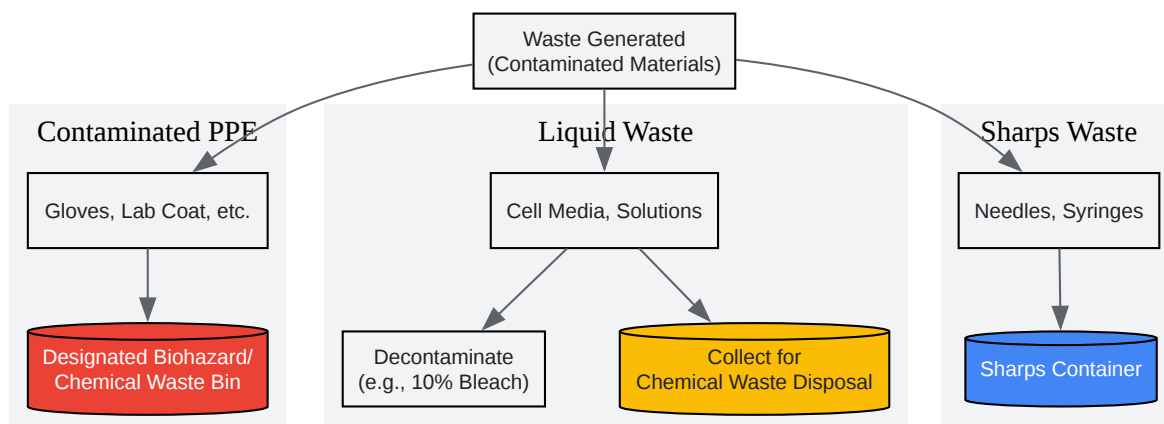 Waste Generated
(Contaminated Materials)
Contaminated PPE
Liquid Waste
Sharps Waste
Gloves, Lab Coat, etc.
Cell Media, Solutions
Needles, Syringes
Designated Biohazard/
Chemical Waste Bin
Decontaminate
(e.g., 10% Bleach)
Collect for
Chemical Waste Disposal
Sharps Container